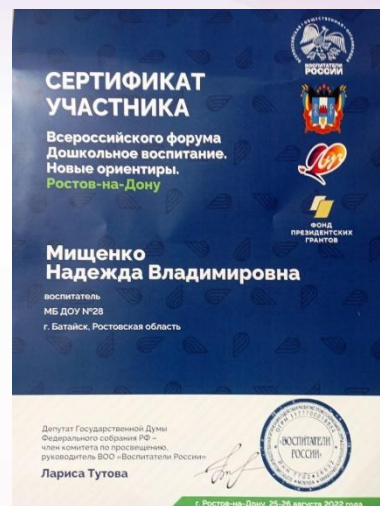 ВОСПИТАТЕЛИ
РОССИИ
СЕРТИФИКАТ
УЧАСТНИКА
Всероссийского форума
Дошкольное воспитание.
Новые ориентиры.
Ростов-на-Дону
ФОНД
ПРЕЗИДЕНТСКИХ
ГРАНТОВ
Мищенко
Надежда Владимировна
воспитатель
МБ ДОУ №28
г. Батайск, Ростовская область
Депутат Государственной Думы
Федерального собрания РФ –
член комитета по просвещению,
руководитель ВОО «Воспитатели России»
Лариса Тутова
«ВОСПИТАТЕЛИ
РОССИИ»
г. Ростов-на-Дону, 25-26 августа 2022 года